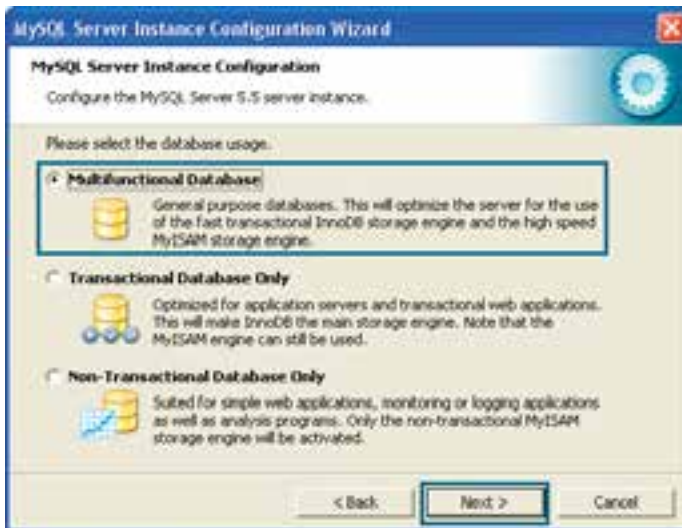 MySQL Server Instance Configuration Wizard
MySQL Server Instance Configuration
Configure the MySQL Server 5.5 server instance.
Please select the database usage.
Multifunctional Database
General purpose databases. This will optimize the server for the use
of the fast transactional InnoDB storage engine and the high speed
MyISAM storage engine.
Transactional Database Only
Optimized for application servers and transactional web applications.
This will make InnoDB the main storage engine. Note that the
MyISAM engine can still be used.
Non-Transactional Database Only
Suited for simple web applications, monitoring or logging applications
as well as analysis programs. Only the non-transactional MyISAM
storage engine will be activated.
< Back
Next >
Cancel